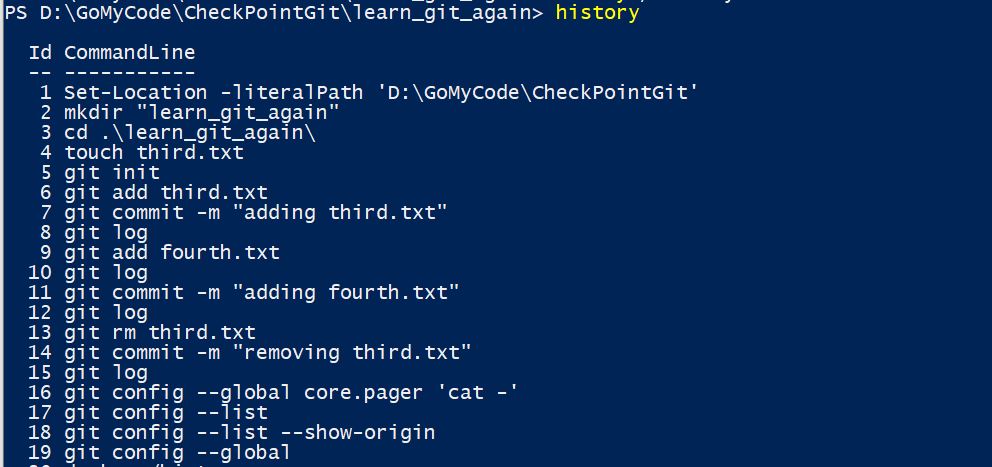 PS D:\GoMyCode\CheckPointGit\learn_git_again> history
Id CommandLine
-- -----------
1 Set-Location -literalPath 'D:\GoMyCode\CheckPointGit'
2 mkdir "learn_git_again"
3 cd .\learn_git_again\
4 touch third.txt
5 git init
6 git add third.txt
7 git commit -m "adding third.txt"
8 git log
9 git add fourth.txt
10 git log
11 git commit -m "adding fourth.txt"
12 git log
13 git rm third.txt
14 git commit -m "removing third.txt"
15 git log
16 git config --global core.pager 'cat -'
17 git config --list
18 git config --list --show-origin
19 git config --global